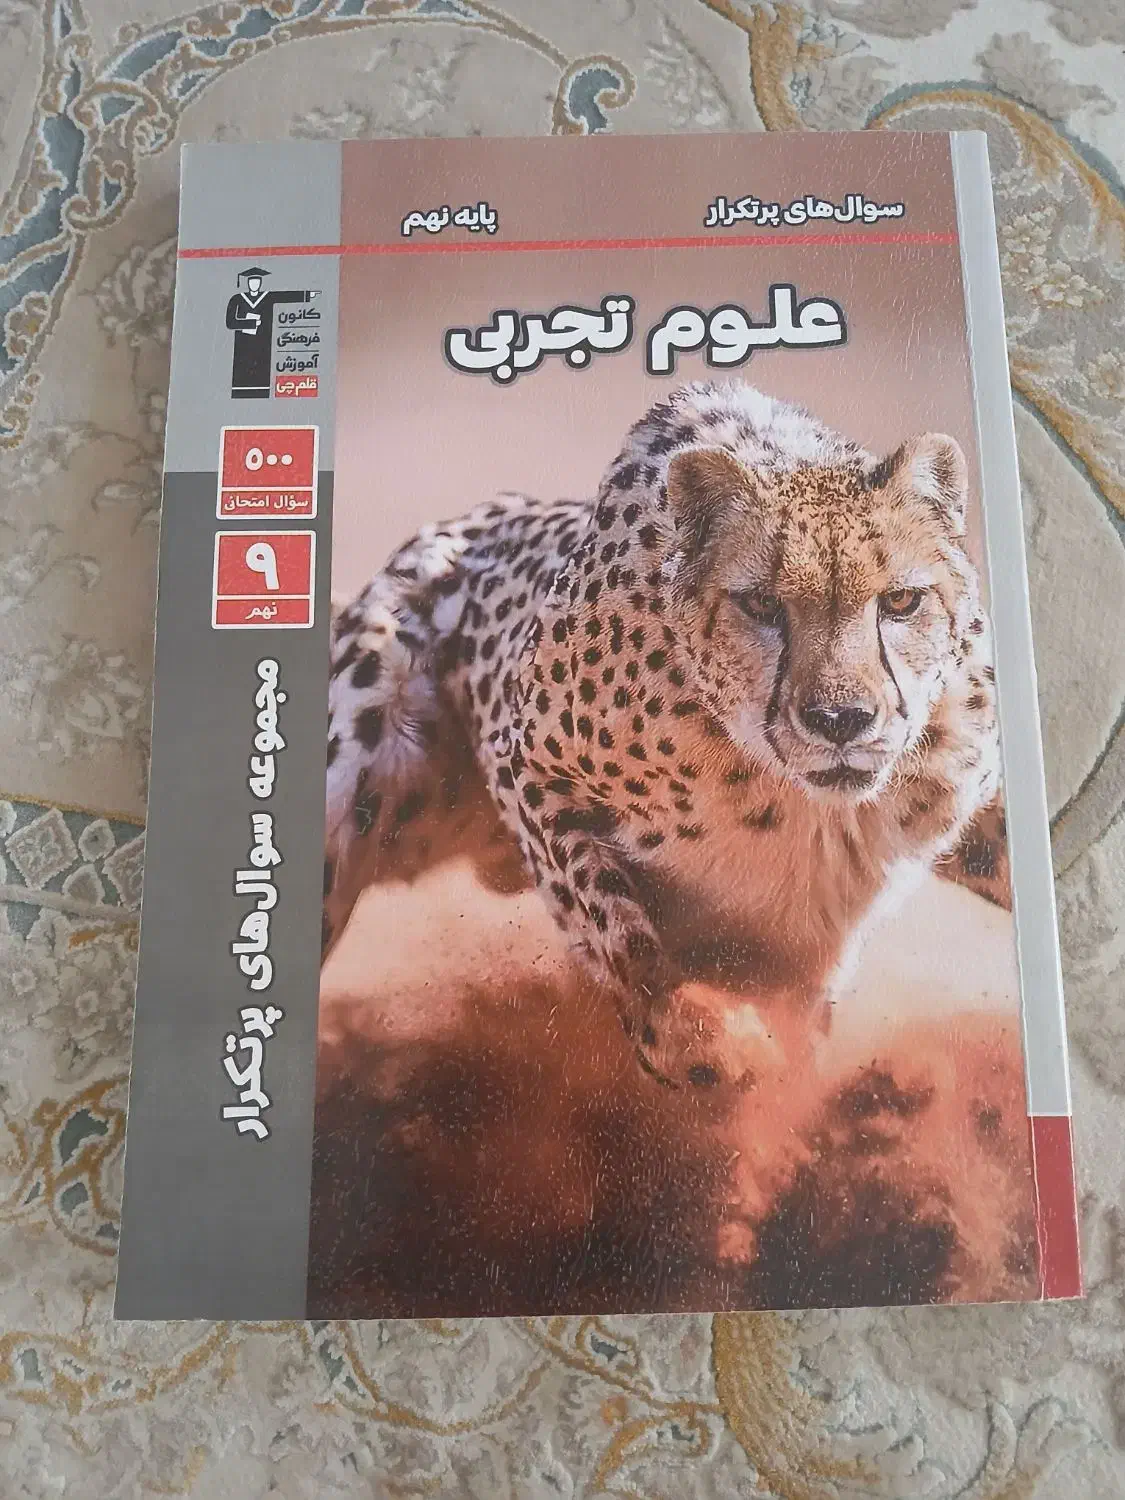 سوال‌های پرتکرار
پایه نهم
علوم تجربی
کانون
فرهنگی
آموزش
قلم‌چی
۵۰۰
سؤال امتحانی
۹
نهم
مجموعه سوال‌های پرتکرار